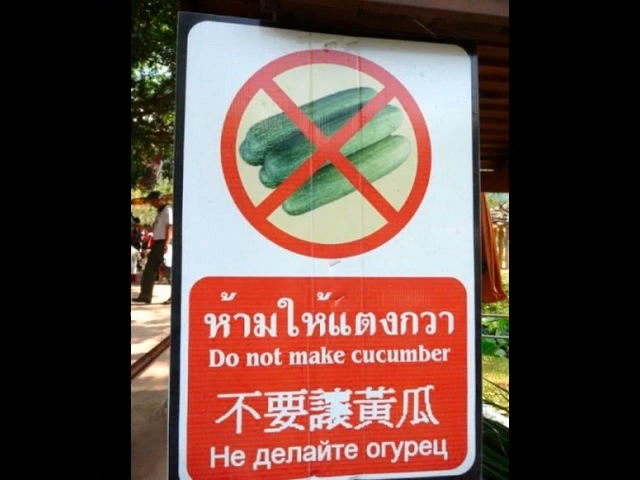 ห้ามให้แตงกวา
Do not make cucumber
不要讓黃瓜
Не делайте огурец